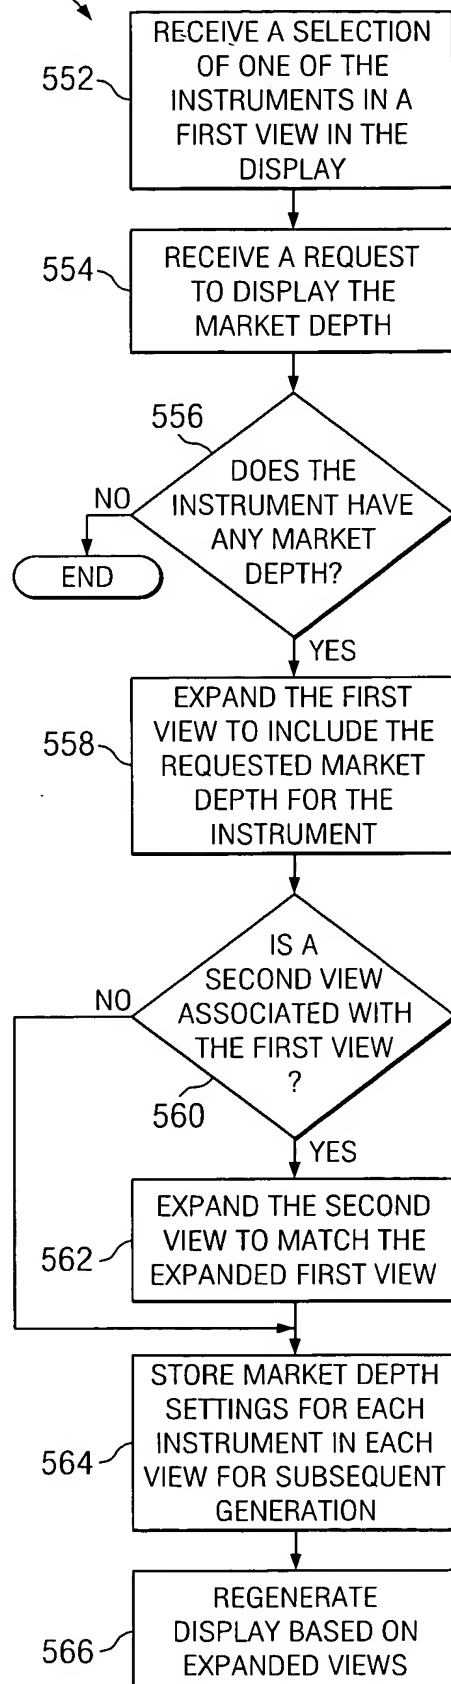 552
RECEIVE A SELECTION
OF ONE OF THE
INSTRUMENTS IN A
FIRST VIEW IN THE
DISPLAY
554
RECEIVE A REQUEST
TO DISPLAY THE
MARKET DEPTH
556
DOES THE
INSTRUMENT HAVE
ANY MARKET
DEPTH?
NO
END
YES
558
EXPAND THE FIRST
VIEW TO INCLUDE THE
REQUESTED MARKET
DEPTH FOR THE
INSTRUMENT
IS A
SECOND VIEW
ASSOCIATED WITH
THE FIRST VIEW
?
NO
560
YES
562
EXPAND THE SECOND
VIEW TO MATCH THE
EXPANDED FIRST VIEW
564
STORE MARKET DEPTH
SETTINGS FOR EACH
INSTRUMENT IN EACH
VIEW FOR SUBSEQUENT
GENERATION
566
REGENERATE
DISPLAY BASED ON
EXPANDED VIEWS